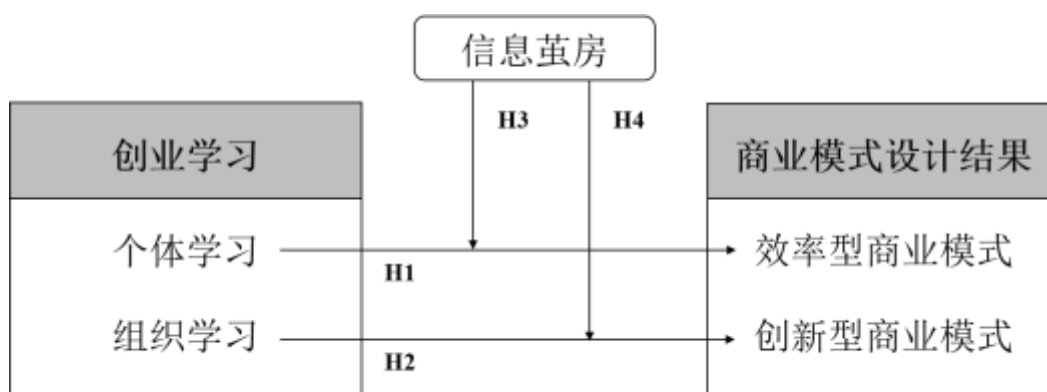 信息茧房
H3
H4
创业学习
商业模式设计结果
个体学习
H1
效率型商业模式
组织学习
H2
创新型商业模式